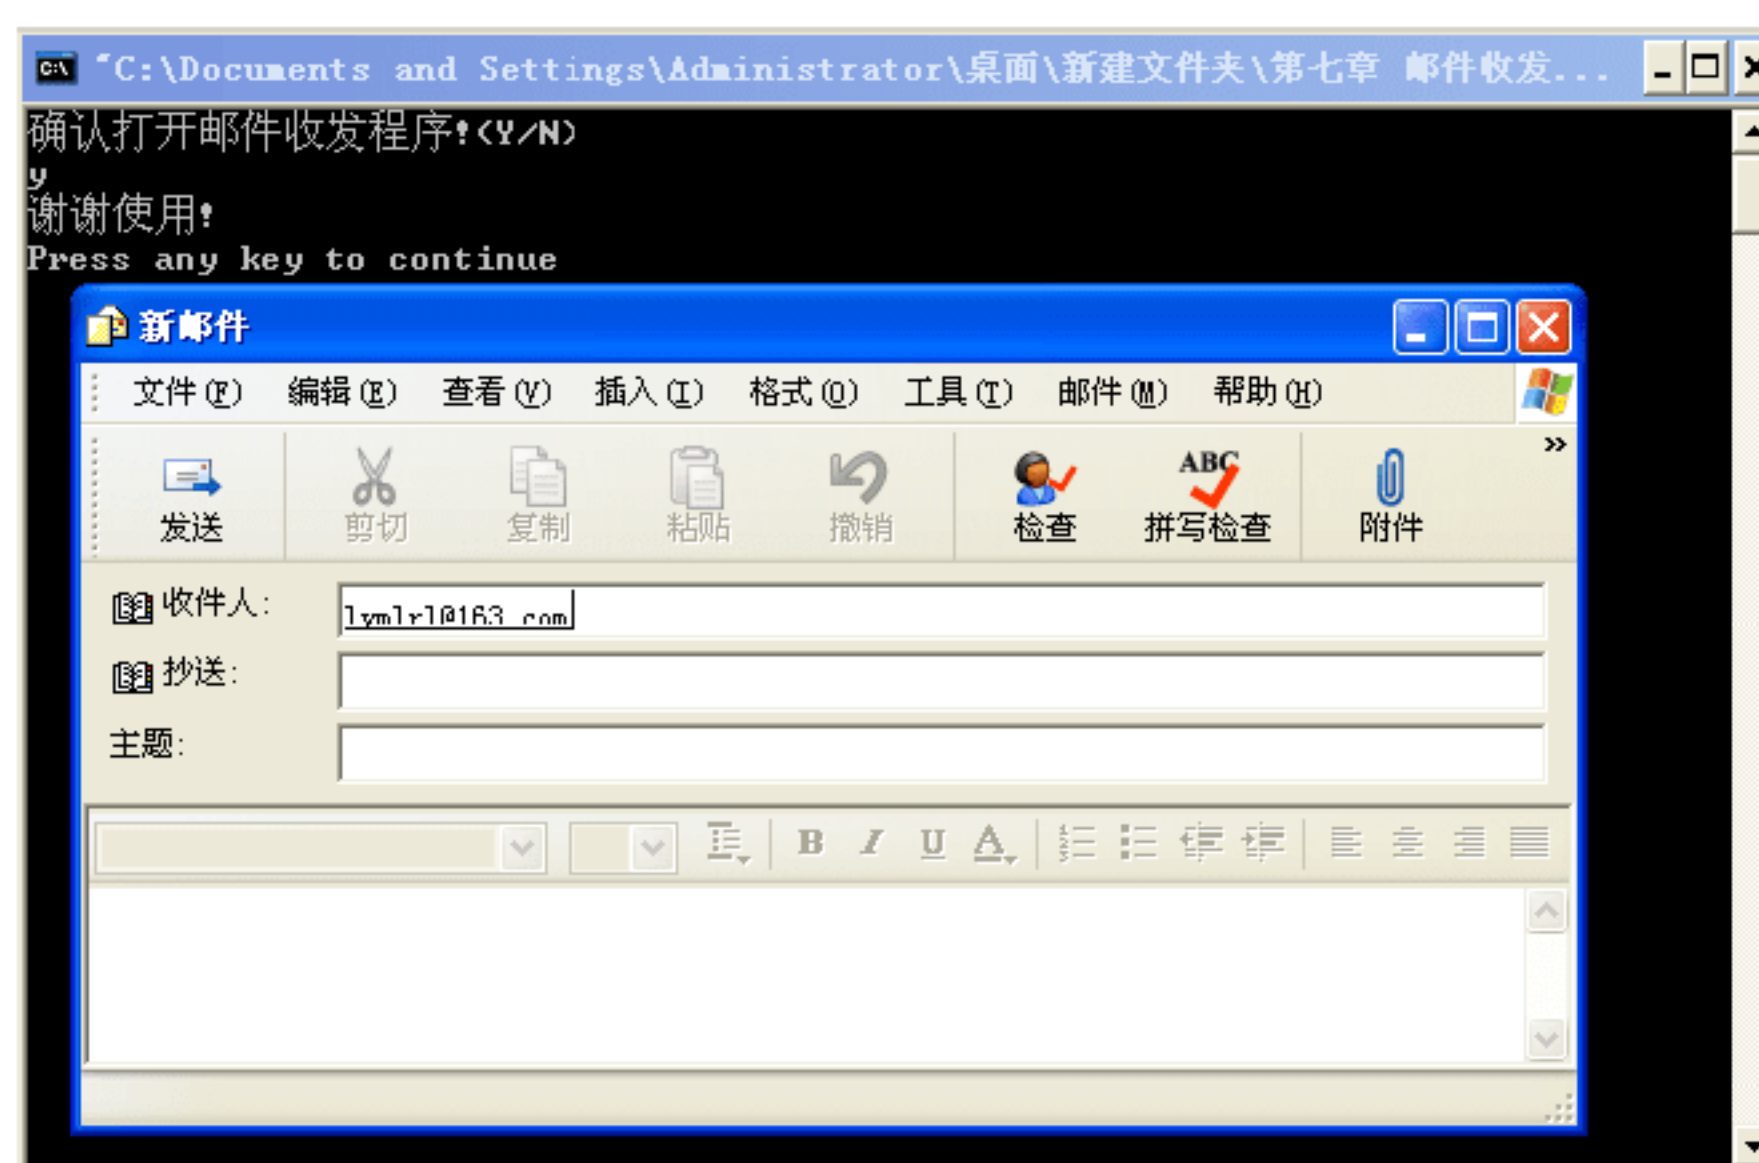 "C:\Documents and Settings\Administrator\桌面\新建文件夹\第七章 邮件收发...
确认打开邮件收发程序!(Y/N)
y
谢谢使用!
Press any key to continue
新邮件
文件(F) 编辑(E) 查看(V) 插入(I) 格式(O) 工具(T) 邮件(M) 帮助(H)
发送 剪切 复制 粘贴 撤销 检查 拼写检查 附件
收件人: lymlrl@163.com
抄送:
主题: